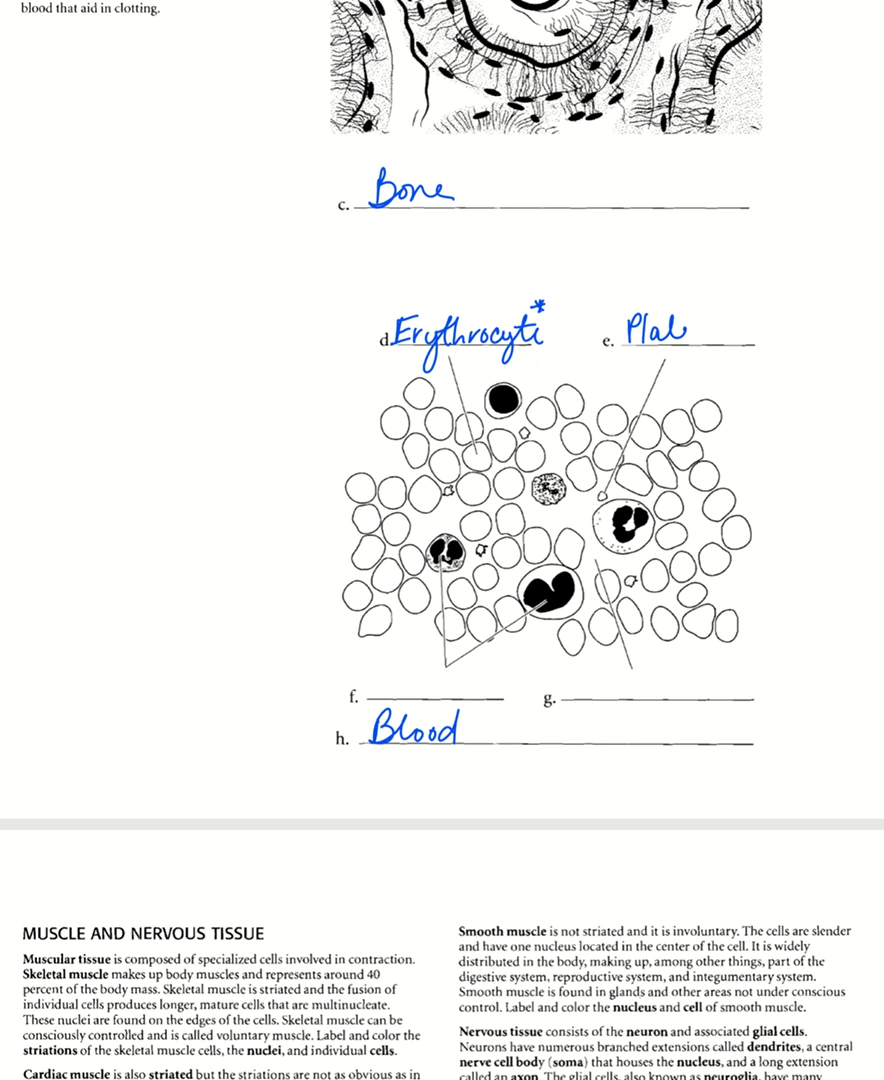 blood that aid in clotting.
c. Bone
d. Erythrocyte*
e. Plate
f.
g.
h. Blood
MUSCLE AND NERVOUS TISSUE
Muscular tissue is composed of specialized cells involved in contraction.
Skeletal muscle makes up body muscles and represents around 40
percent of the body mass. Skeletal muscle is striated and the fusion of
individual cells produces longer, mature cells that are multinucleate.
These nuclei are found on the edges of the cells. Skeletal muscle can be
consciously controlled and is called voluntary muscle. Label and color the
striations of the skeletal muscle cells, the nuclei, and individual cells.
Cardiac muscle is also striated but the striations are not as obvious as in
Smooth muscle is not striated and it is involuntary. The cells are slender
and have one nucleus located in the center of the cell. It is widely
distributed in the body, making up, among other things, part of the
digestive system, reproductive system, and integumentary system.
Smooth muscle is found in glands and other areas not under conscious
control. Label and color the nucleus and cell of smooth muscle.
Nervous tissue consists of the neuron and associated glial cells.
Neurons have numerous branched extensions called dendrites, a central
nerve cell body (soma) that houses the nucleus, and a long extension
called an axon. The glial cells, also known as neuroglia, have many